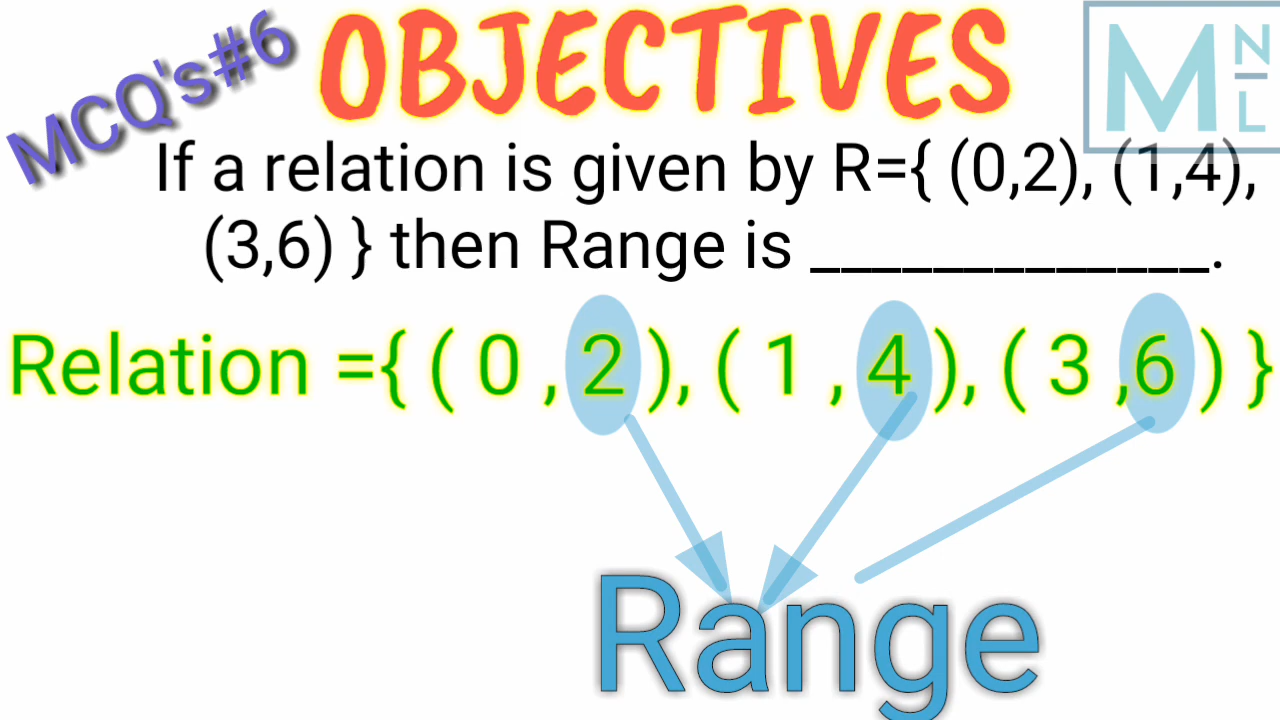 MCQ's#6
OBJECTIVES
M N L
If a relation is given by R={ (0,2), (1,4),
(3,6) } then Range is _____________.
Relation ={ ( 0 , 2 ), ( 1 , 4 ), ( 3 ,6 ) }
Range